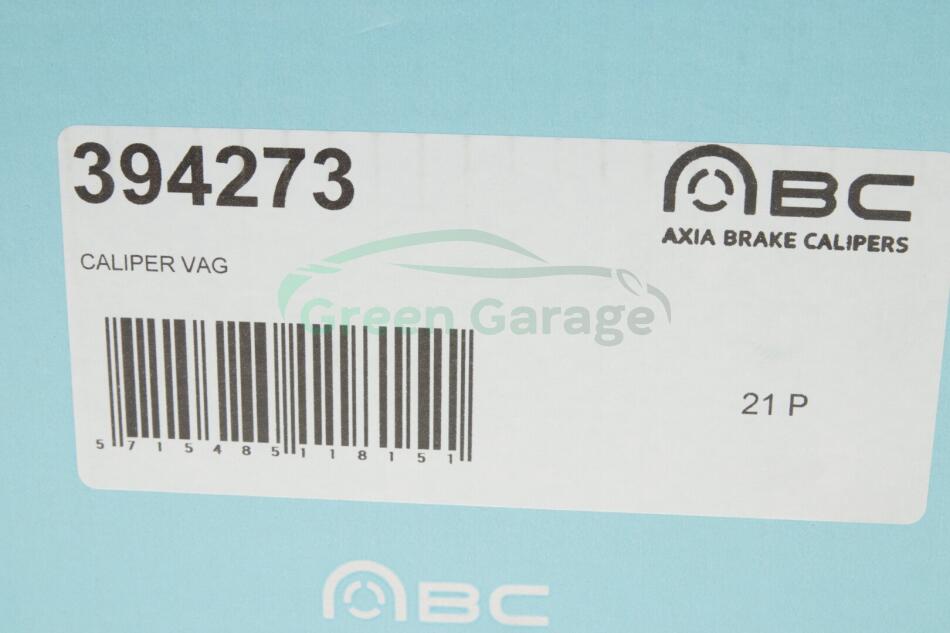 394273
ABC
AXIA BRAKE CALIPERS
CALIPER VAG
Green Garage
21 P
5 715485 118151
ABC